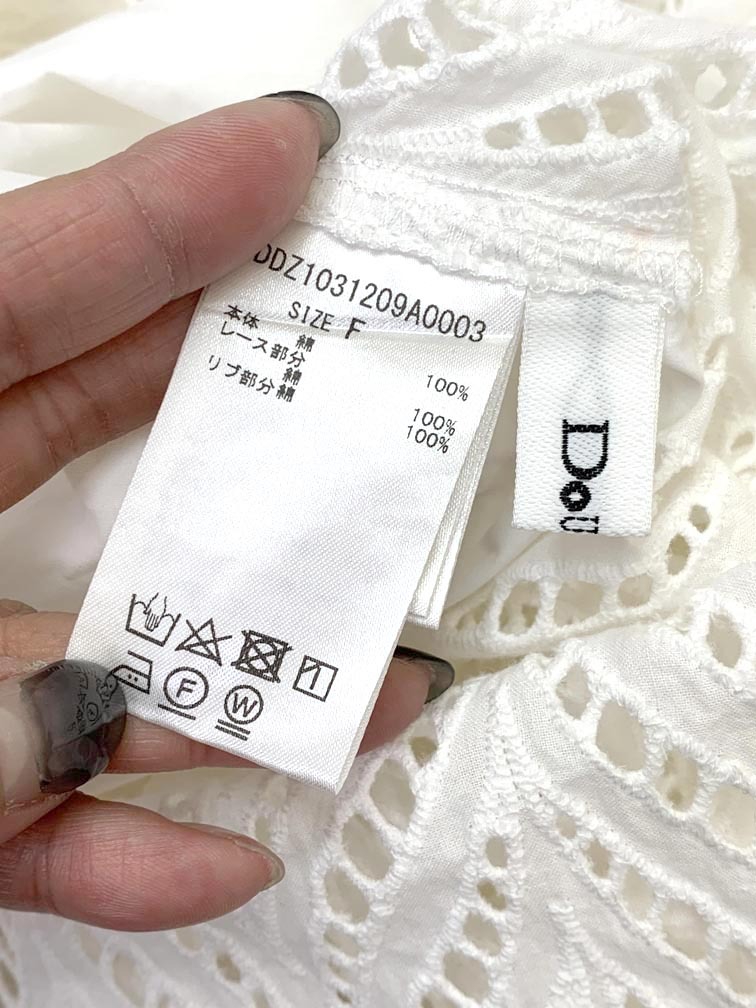 DDZ1031209A0003
SIZE F
本体 綿 100%
レース部分
綿 100%
リブ部分綿 100%
F
W
DoU